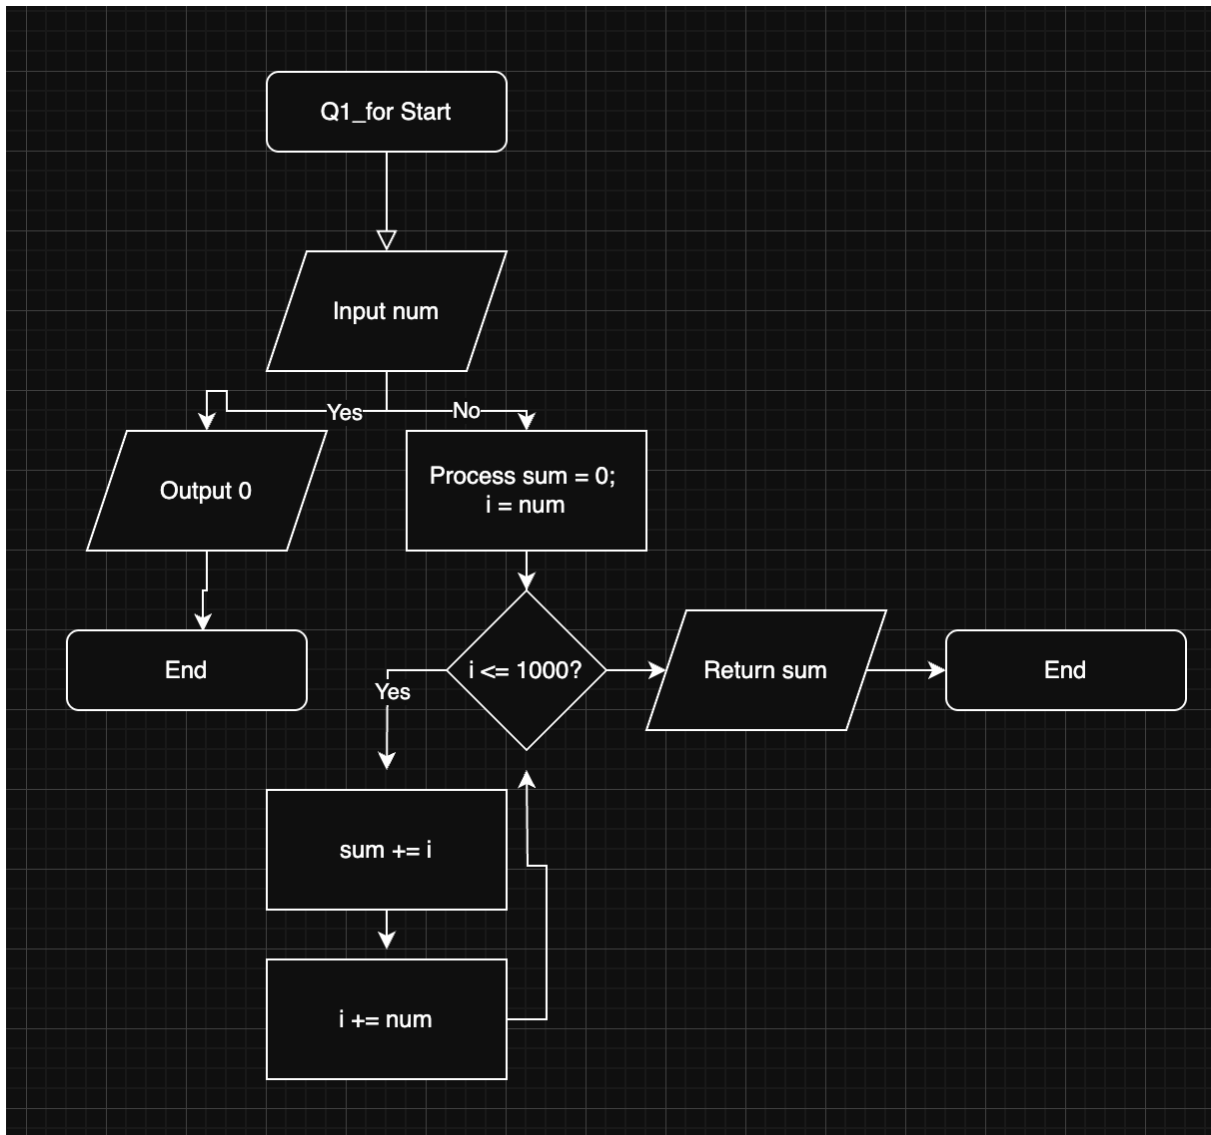 Q1_for Start
Input num
Yes
No
Output 0
Process sum = 0;
i = num
End
i <= 1000?
Return sum
End
Yes
sum += i
i += num